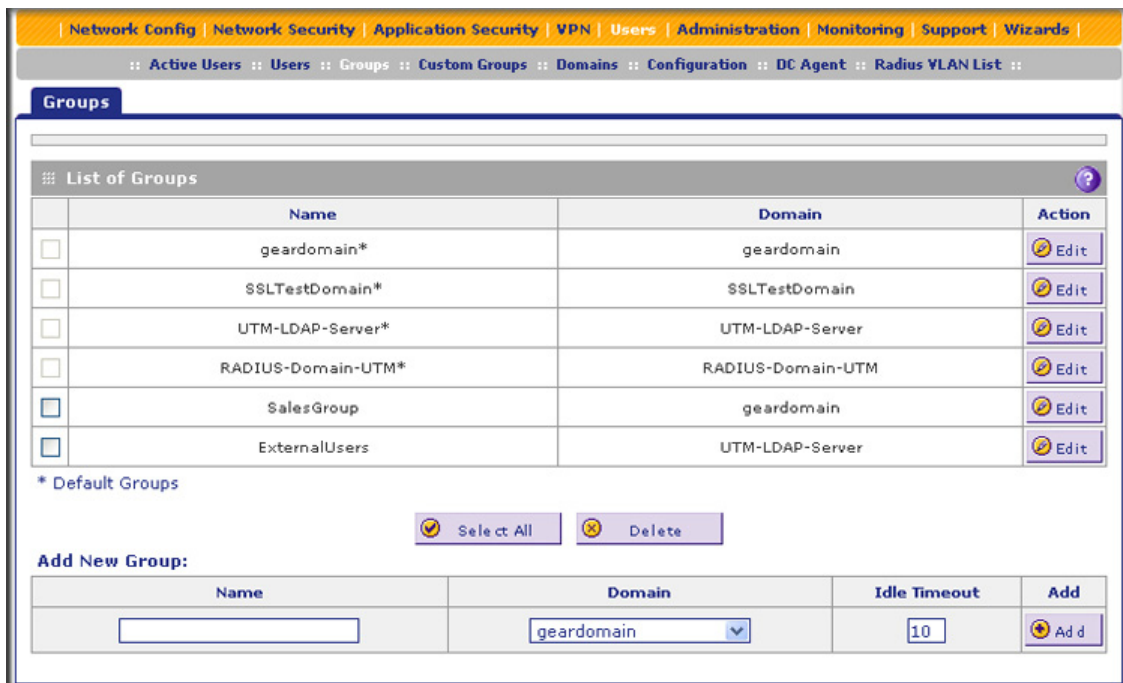 | Network Config | Network Security | Application Security | VPN | Users | Administration | Monitoring | Support | Wizards |
:: Active Users :: Users :: Groups :: Custom Groups :: Domains :: Configuration :: DC Agent :: Radius VLAN List ::
Groups
List of Groups ?
Name Domain Action
geardomain* geardomain Edit
SSLTestDomain* SSLTestDomain Edit
UTM-LDAP-Server* UTM-LDAP-Server Edit
RADIUS-Domain-UTM* RADIUS-Domain-UTM Edit
SalesGroup geardomain Edit
ExternalUsers UTM-LDAP-Server Edit
* Default Groups
Select All Delete
Add New Group:
Name Domain Idle Timeout Add
geardomain 10 Add